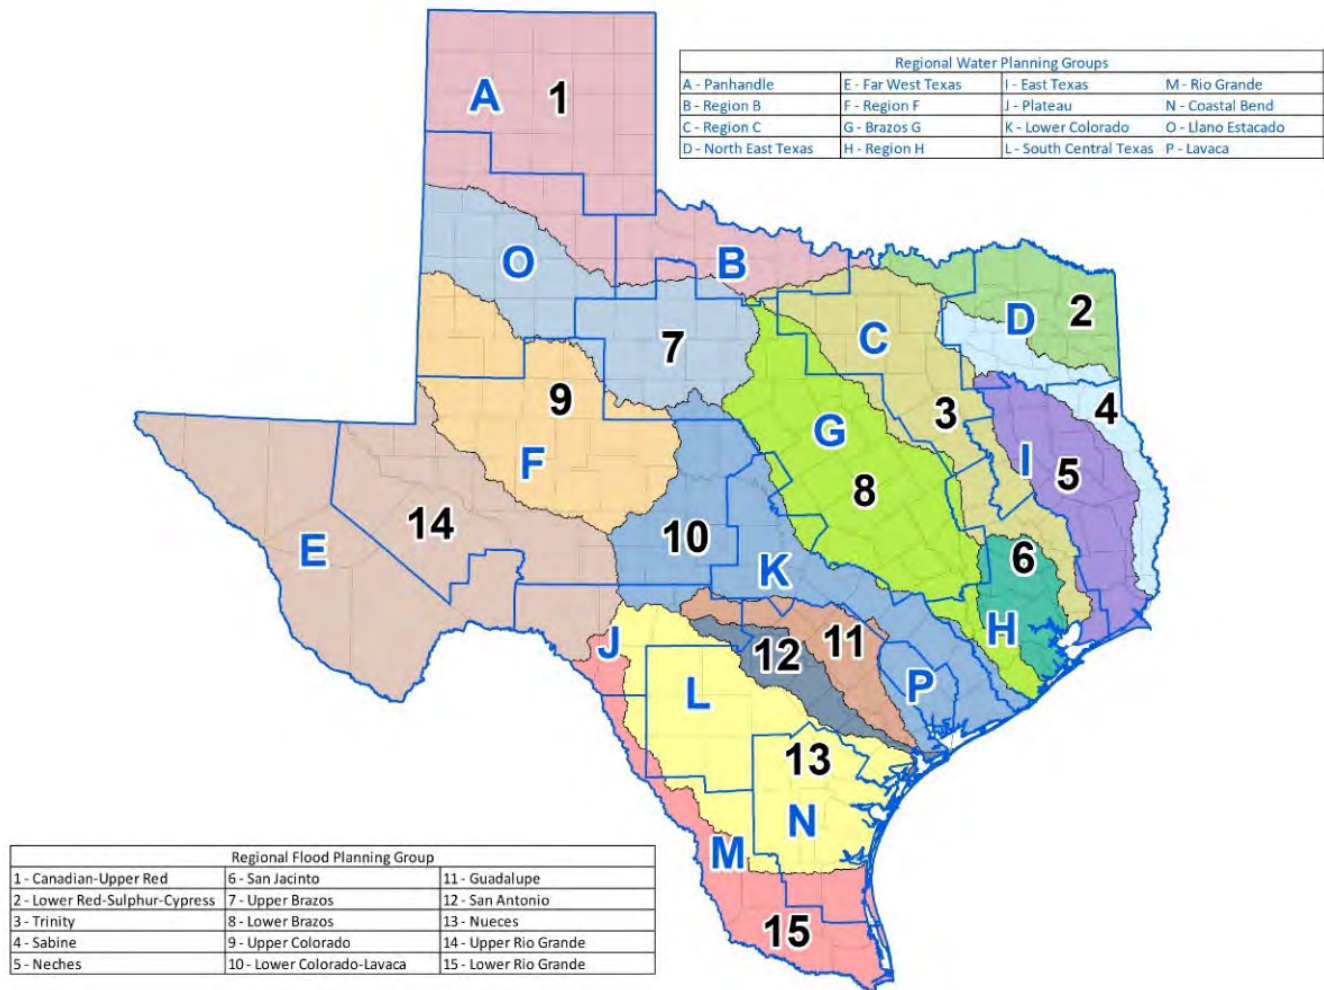 Regional Water Planning Groups
A - Panhandle E - Far West Texas I - East Texas M - Rio Grande
B - Region B F - Region F J - Plateau N - Coastal Bend
C - Region C G - Brazos G K - Lower Colorado O - Llano Estacado
D - North East Texas H - Region H L - South Central Texas P - Lavaca
A 1
O B
D 2
C
7
9 3 4
G
F I 5
8
14 10
E 6
K
H
J 12 11
L P
13
N
M
15
Regional Flood Planning Group
1 - Canadian-Upper Red 6 - San Jacinto 11 - Guadalupe
2 - Lower Red-Sulphur-Cypress 7 - Upper Brazos 12 - San Antonio
3 - Trinity 8 - Lower Brazos 13 - Nueces
4 - Sabine 9 - Upper Colorado 14 - Upper Rio Grande
5 - Neches 10 - Lower Colorado-Lavaca 15 - Lower Rio Grande